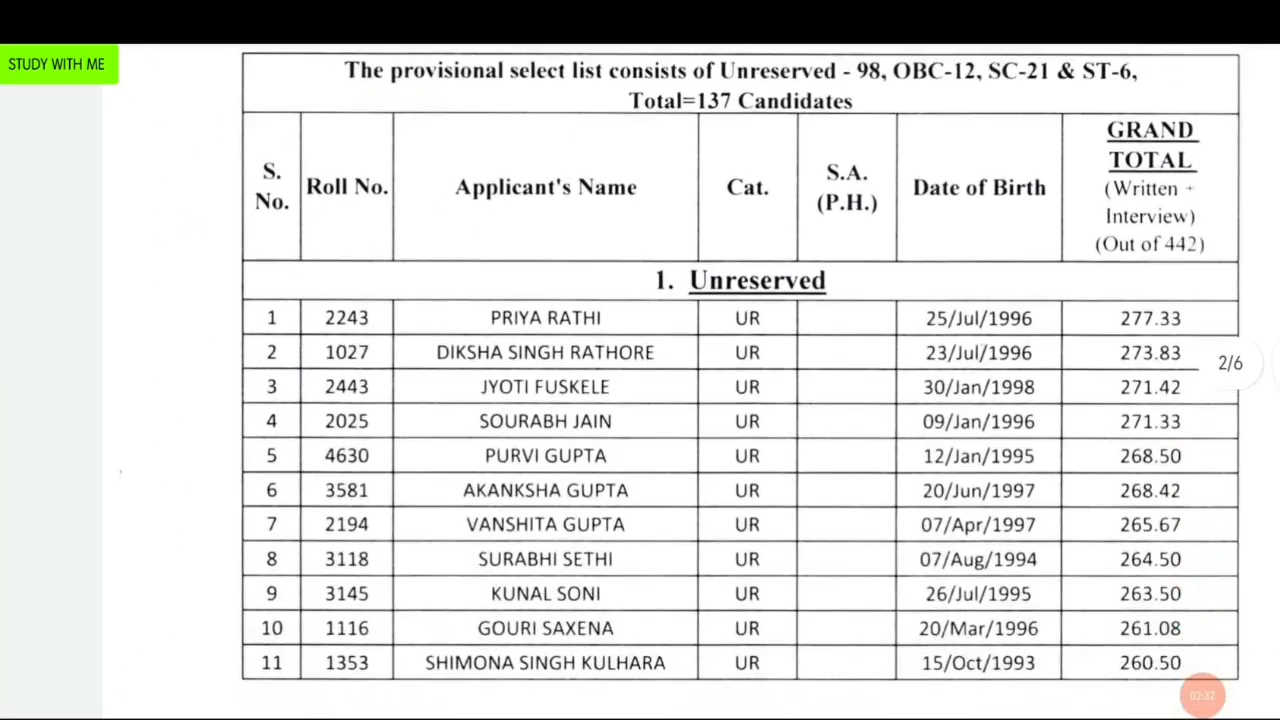 STUDY WITH ME
The provisional select list consists of Unreserved - 98, OBC-12, SC-21 & ST-6,
Total=137 Candidates
S. No. Roll No. Applicant's Name Cat. S.A. (P.H.) Date of Birth GRAND TOTAL (Written + Interview) (Out of 442)
1. Unreserved
1 2243 PRIYA RATHI UR 25/Jul/1996 277.33
2 1027 DIKSHA SINGH RATHORE UR 23/Jul/1996 273.83
2/6
3 2443 JYOTI FUSKELE UR 30/Jan/1998 271.42
4 2025 SOURABH JAIN UR 09/Jan/1996 271.33
5 4630 PURVI GUPTA UR 12/Jan/1995 268.50
6 3581 AKANKSHA GUPTA UR 20/Jun/1997 268.42
7 2194 VANSHITA GUPTA UR 07/Apr/1997 265.67
8 3118 SURABHI SETHI UR 07/Aug/1994 264.50
9 3145 KUNAL SONI UR 26/Jul/1995 263.50
10 1116 GOURI SAXENA UR 20/Mar/1996 261.08
11 1353 SHIMONA SINGH KULHARA UR 15/Oct/1993 260.50
02:32